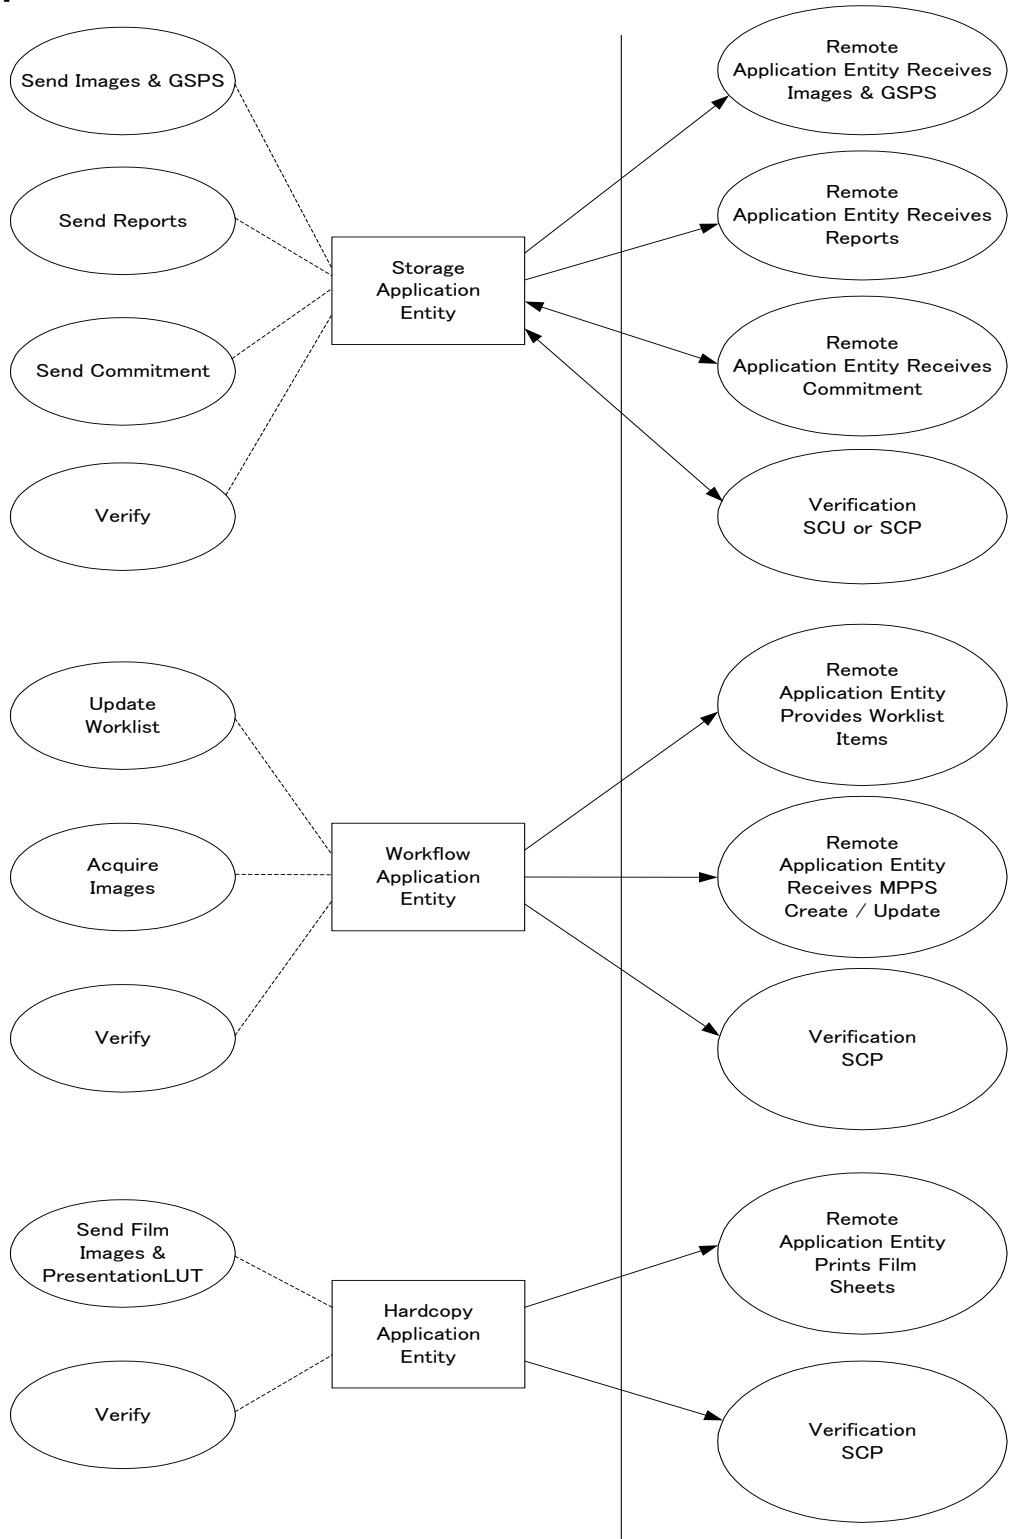 Send Images & GSPS
Send Reports
Send Commitment
Verify
Storage
Application
Entity
Remote
Application Entity Receives
Images & GSPS
Remote
Application Entity Receives
Reports
Remote
Application Entity Receives
Commitment
Verification
SCU or SCP
Update
Worklist
Acquire
Images
Verify
Workflow
Application
Entity
Remote
Application Entity
Provides Worklist
Items
Remote
Application Entity
Receives MPPS
Create / Update
Verification
SCP
Send Film
Images &
PresentationLUT
Verify
Hardcopy
Application
Entity
Remote
Application Entity
Prints Film
Sheets
Verification
SCP